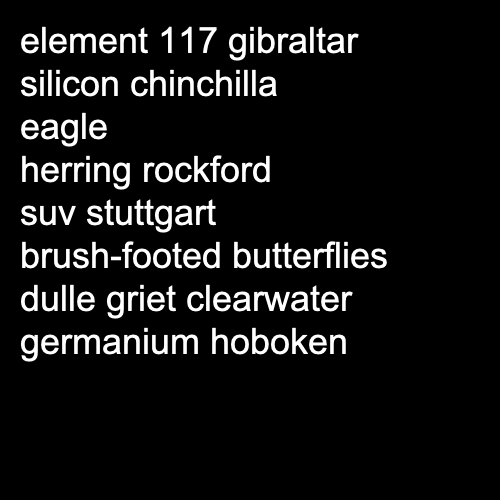 element 117 gibraltar
silicon chinchilla
eagle
herring rockford
suv stuttgart
brush-footed butterflies
dulle griet clearwater
germanium hoboken